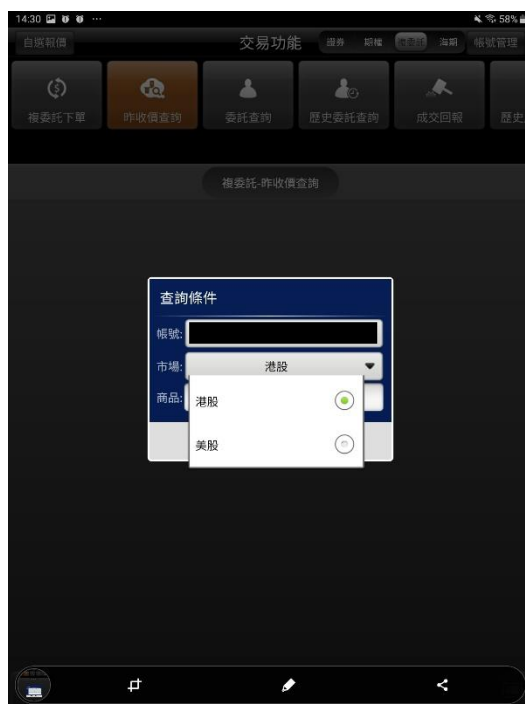 14:30 58%
自選報價 交易功能 證券 期權 複委託 海期 帳號管理
複委託下單 昨收價查詢 委託查詢 歷史委託查詢 成交回報 歷史
複委託-昨收價查詢
查詢條件
帳號:
市場: 港股
商品:
港股
美股